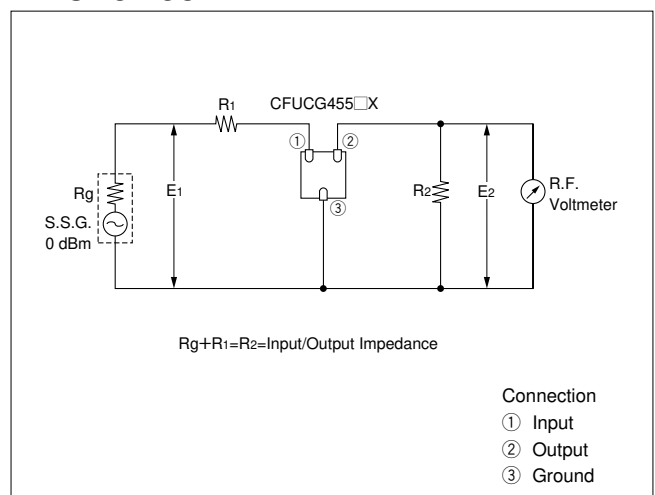 R1
CFUCG455□X
①
②
Rg
E1
③
R2
E2
R.F.
Voltmeter
S.S.G.
0 dBm
Rg+R1=R2=Input/Output Impedance
Connection
① Input
② Output
③ Ground